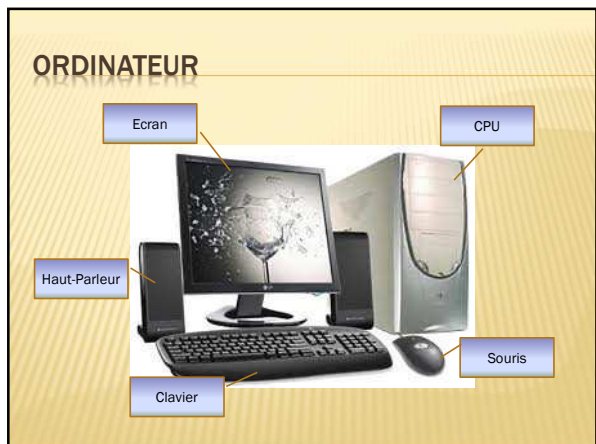 ORDINATEUR
Ecran
CPU
Haut-Parleur
Souris
Clavier